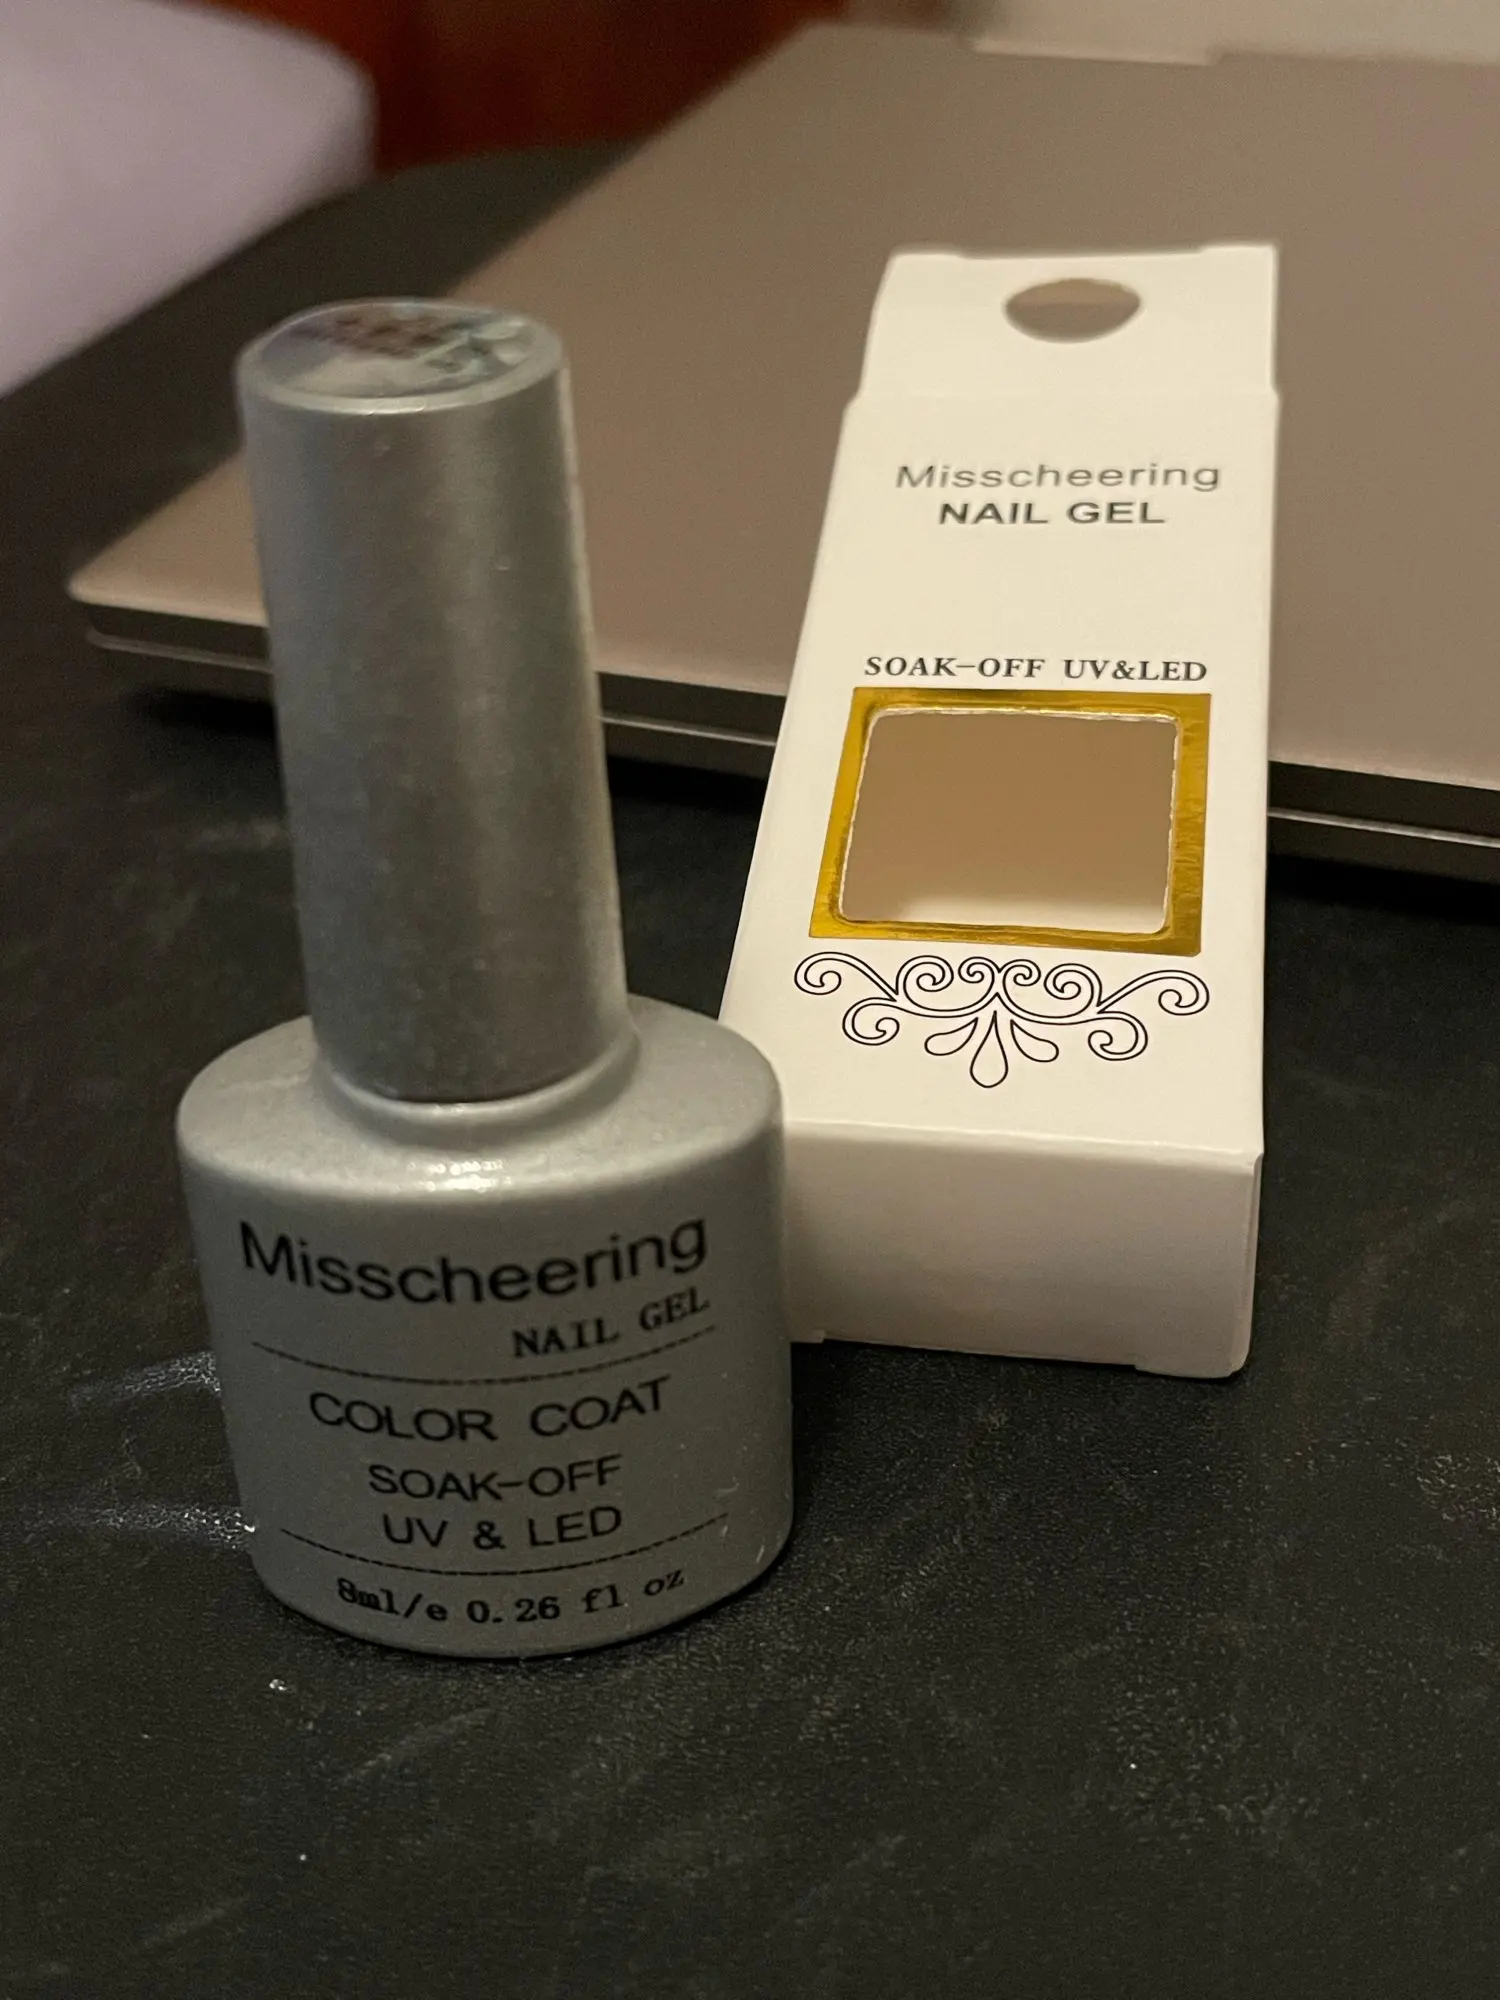 Misscheering
NAIL GEL
SOAK-OFF UV&LED
Misscheering
NAIL GEL
COLOR COAT
SOAK-OFF
UV & LED
8ml/e 0.26 fl oz